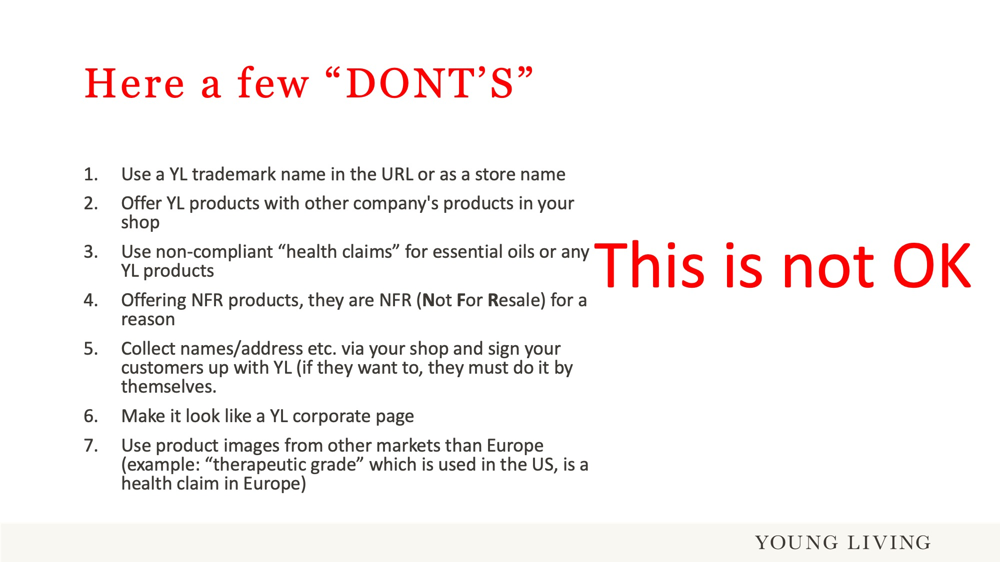 Here a few “DONT’S”
1. Use a YL trademark name in the URL or as a store name
2. Offer YL products with other company's products in your
shop
3. Use non-compliant “health claims” for essential oils or any
YL products
4. Offering NFR products, they are NFR (Not For Resale) for a
reason
5. Collect names/address etc. via your shop and sign your
customers up with YL (if they want to, they must do it by
themselves.
6. Make it look like a YL corporate page
7. Use product images from other markets than Europe
(example: “therapeutic grade” which is used in the US, is a
health claim in Europe)
This is not OK
YOUNG LIVING